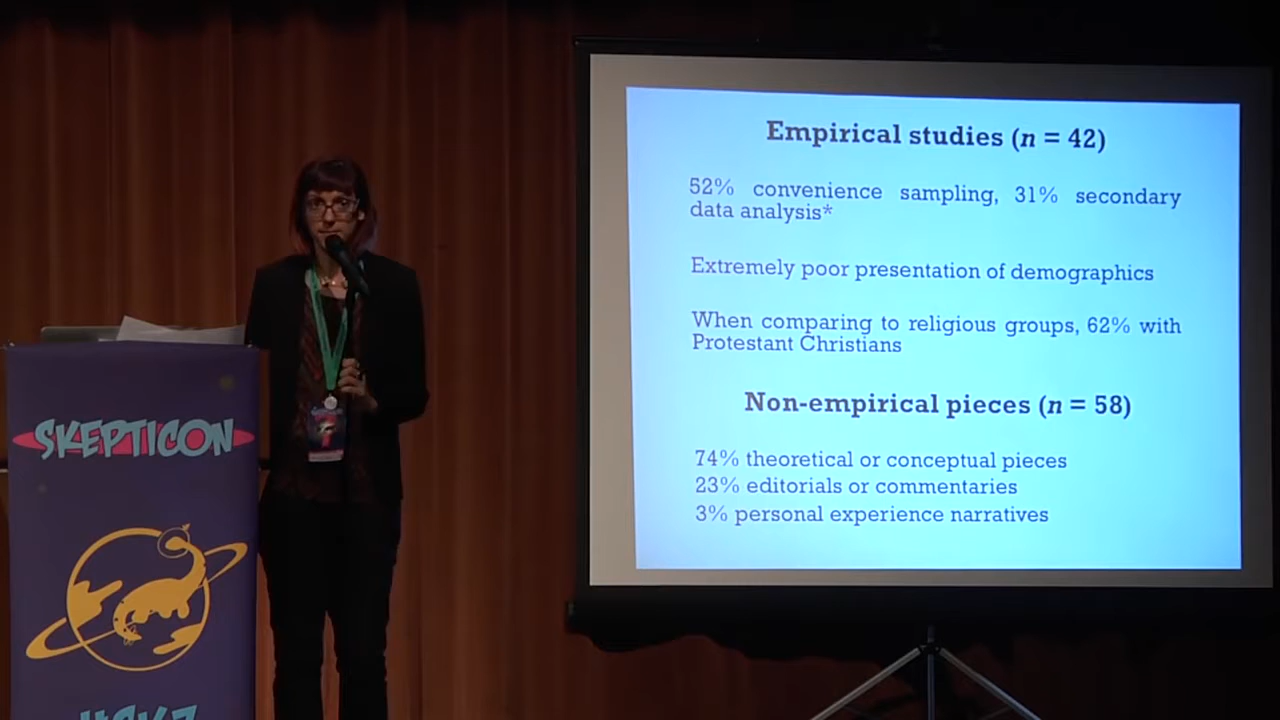 Empirical studies (n = 42)
52% convenience sampling, 31% secondary
data analysis*
Extremely poor presentation of demographics
When comparing to religious groups, 62% with
Protestant Christians
Non-empirical pieces (n = 58)
74% theoretical or conceptual pieces
23% editorials or commentaries
3% personal experience narratives
SKEPTICON